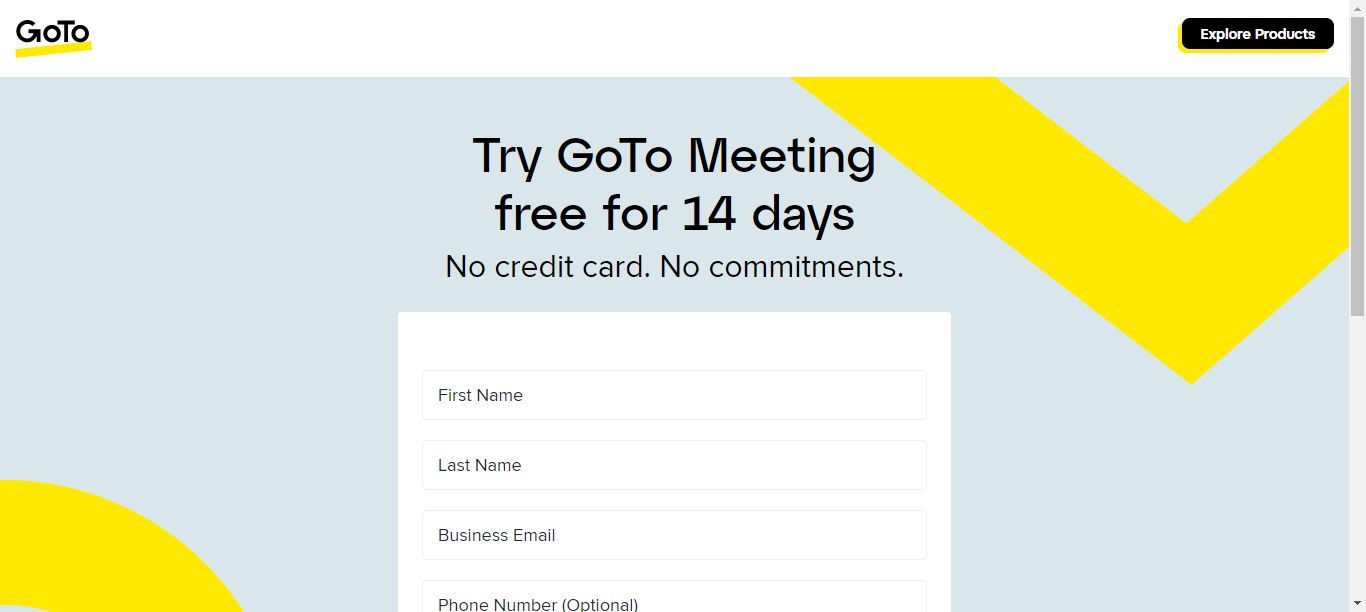 GoTo
Explore Products
Try GoTo Meeting
free for 14 days
No credit card. No commitments.
First Name
Last Name
Business Email
Phone Number (Optional)